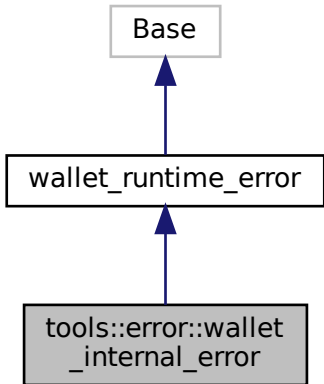 Base
wallet_runtime_error
tools::error::wallet
_internal_error